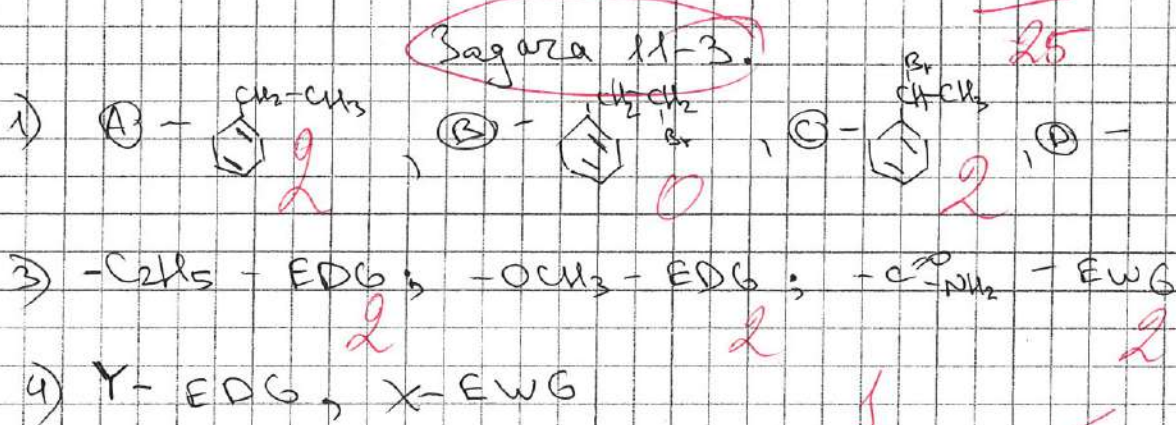 Задача 11-3.
25
1) A - CH2-CH3 2, B - CH2-CH2 Br 0, C - Br CH-CH3 2, D -
3) -C2H5 - EDG; -OCH3 - EDG; -C=O-NH2 - EWG
2 2 2
4) Y- EDG, X- EWG 1